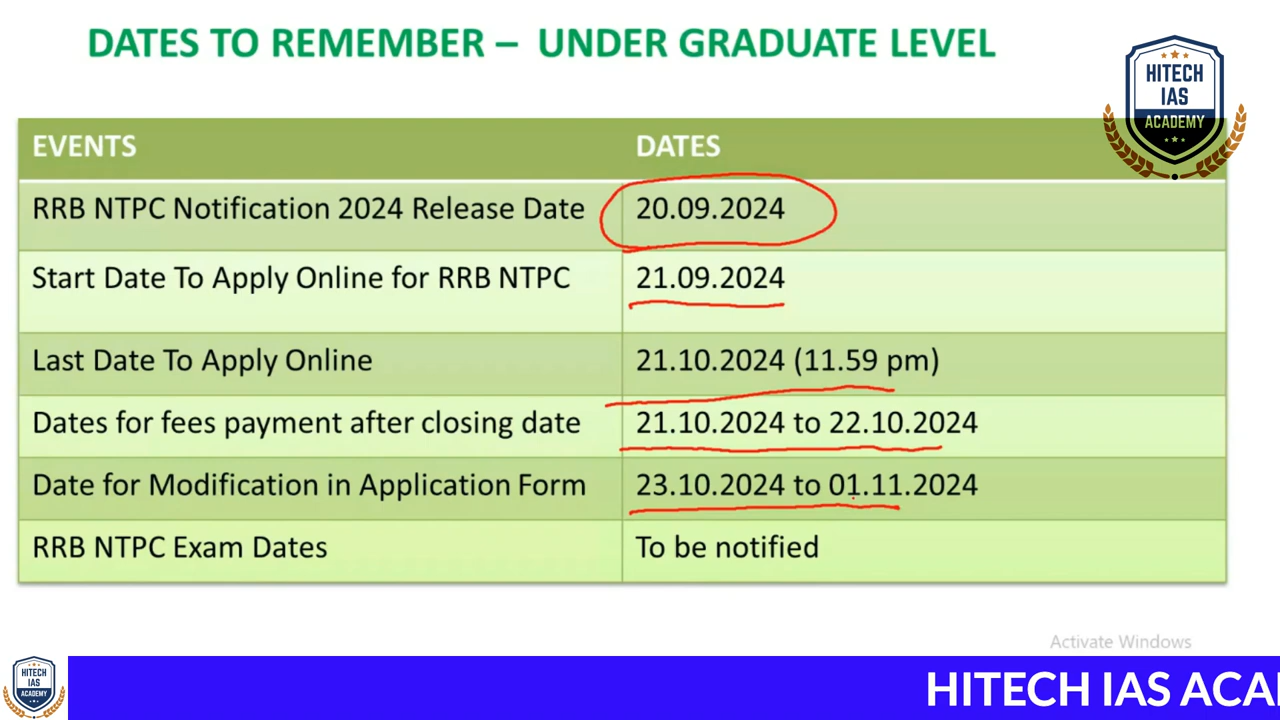 DATES TO REMEMBER – UNDER GRADUATE LEVEL
HITECH
IAS
ACADEMY
EVENTS DATES
RRB NTPC Notification 2024 Release Date 20.09.2024
Start Date To Apply Online for RRB NTPC 21.09.2024
Last Date To Apply Online 21.10.2024 (11.59 pm)
Dates for fees payment after closing date 21.10.2024 to 22.10.2024
Date for Modification in Application Form 23.10.2024 to 01.11.2024
RRB NTPC Exam Dates To be notified
Activate Windows
HITECH
IAS
ACADEMY
HITECH IAS ACA